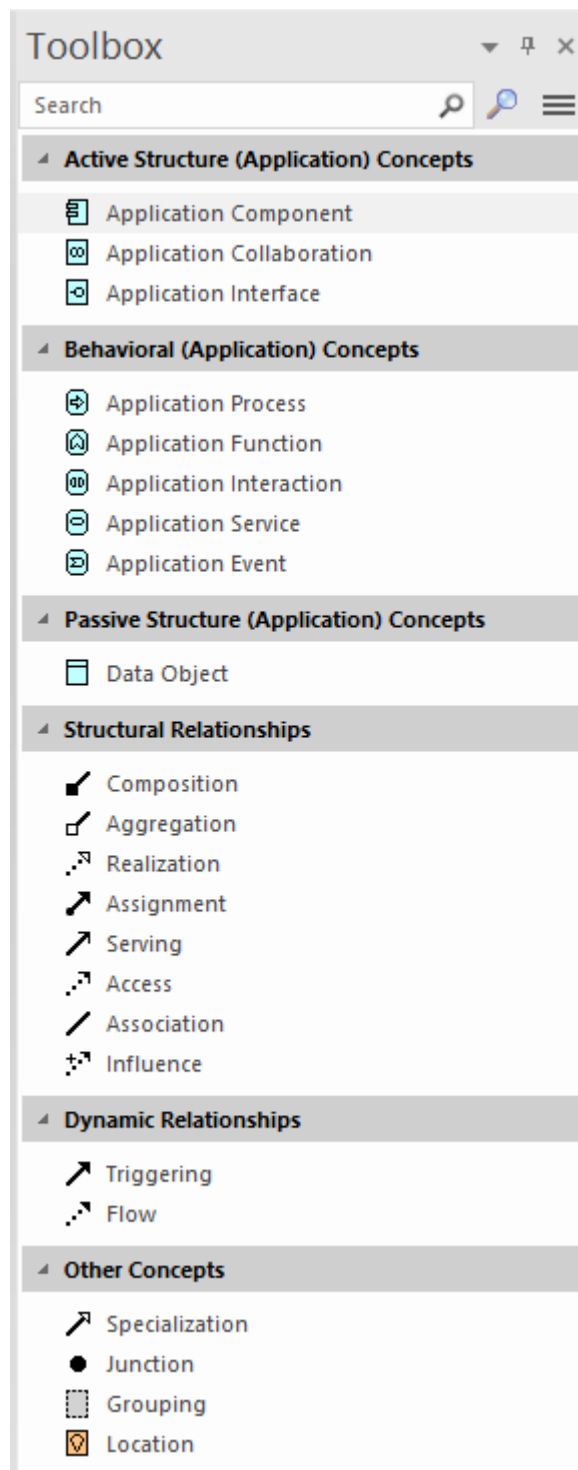 Toolbox
Search
Active Structure (Application) Concepts
Application Component
Application Collaboration
Application Interface
Behavioral (Application) Concepts
Application Process
Application Function
Application Interaction
Application Service
Application Event
Passive Structure (Application) Concepts
Data Object
Structural Relationships
Composition
Aggregation
Realization
Assignment
Serving
Access
Association
Influence
Dynamic Relationships
Triggering
Flow
Other Concepts
Specialization
Junction
Grouping
Location